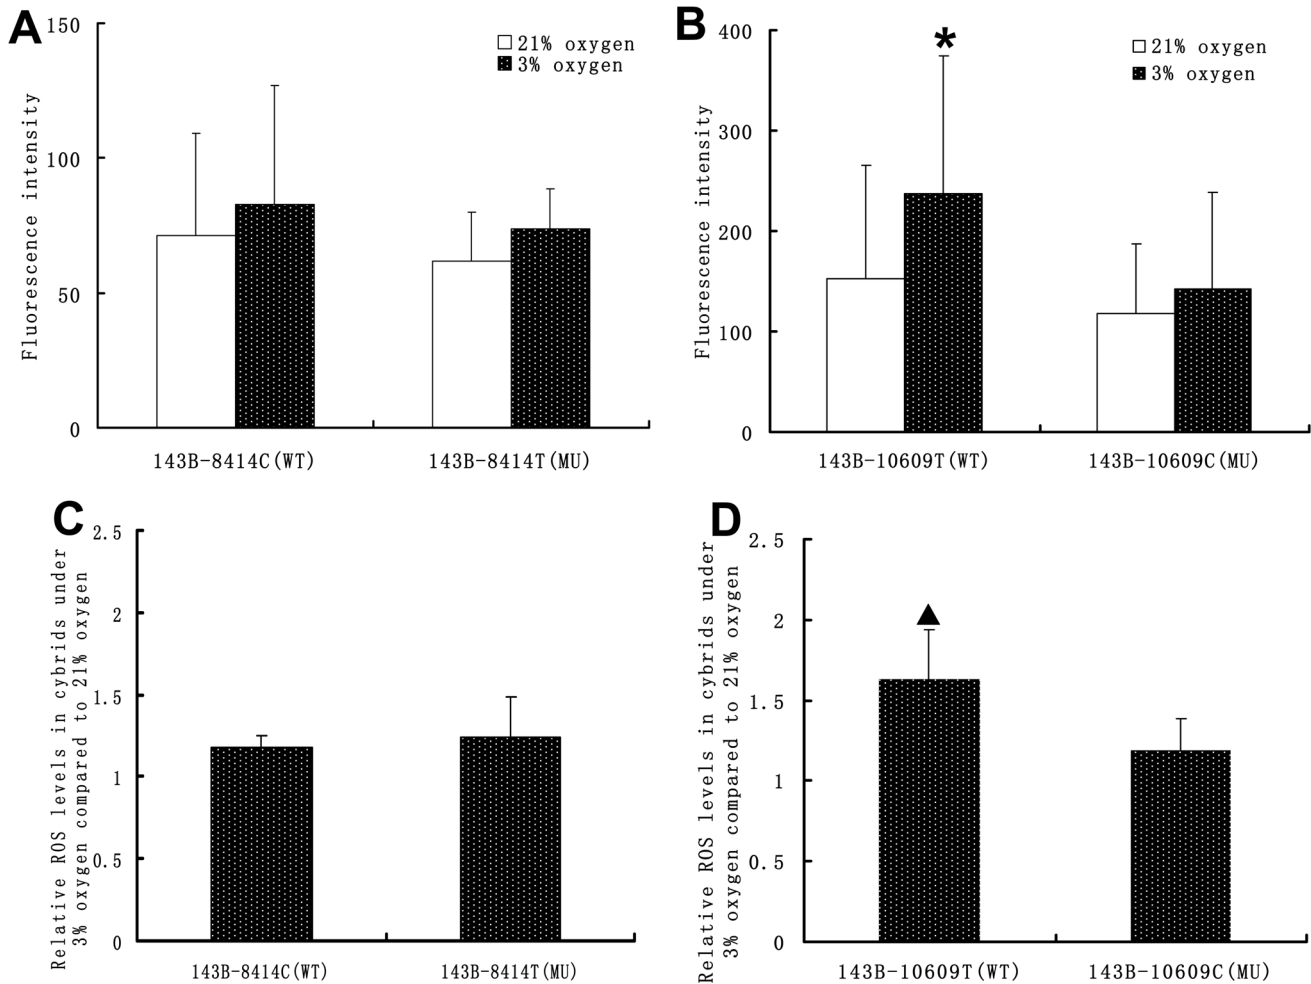 A
150
100
50
0
Fluorescence intensity
21% oxygen
3% oxygen
143B-8414C(WT)
143B-8414T(MU)
B
400
300
200
100
0
Fluorescence intensity
*
21% oxygen
3% oxygen
143B-10609T(WT)
143B-10609C(MU)
C
2.5
2
1.5
1
0.5
0
Relative ROS levels in cybrids under
3% oxygen compared to 21% oxygen
143B-8414C(WT)
143B-8414T(MU)
D
2.5
2
1.5
1
0.5
0
Relative ROS levels in cybrids under
3% oxygen compared to 21% oxygen
▲
143B-10609T(WT)
143B-10609C(MU)